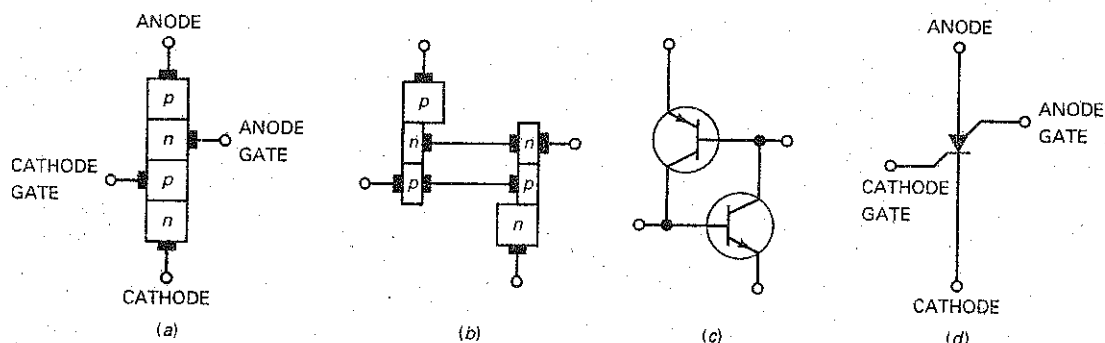 ANODE
p
n
p
n
ANODE
GATE
CATHODE
GATE
CATHODE
(a)
p
n
p
n
p
n
(b)
(c)
ANODE
ANODE
GATE
CATHODE
GATE
CATHODE
(d)